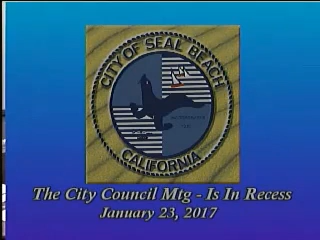 CITY OF SEAL BEACH
CALIFORNIA
The City Council Mtg - Is In Recess
January 23, 2017